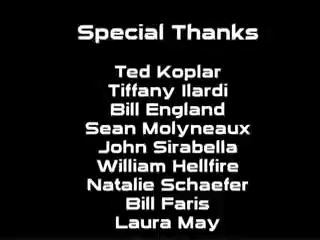 Special Thanks
Ted Koplar
Tiffany Ilardi
Bill England
Sean Molyneaux
John Sirabella
William Hellfire
Natalie Schaefer
Bill Faris
Laura May